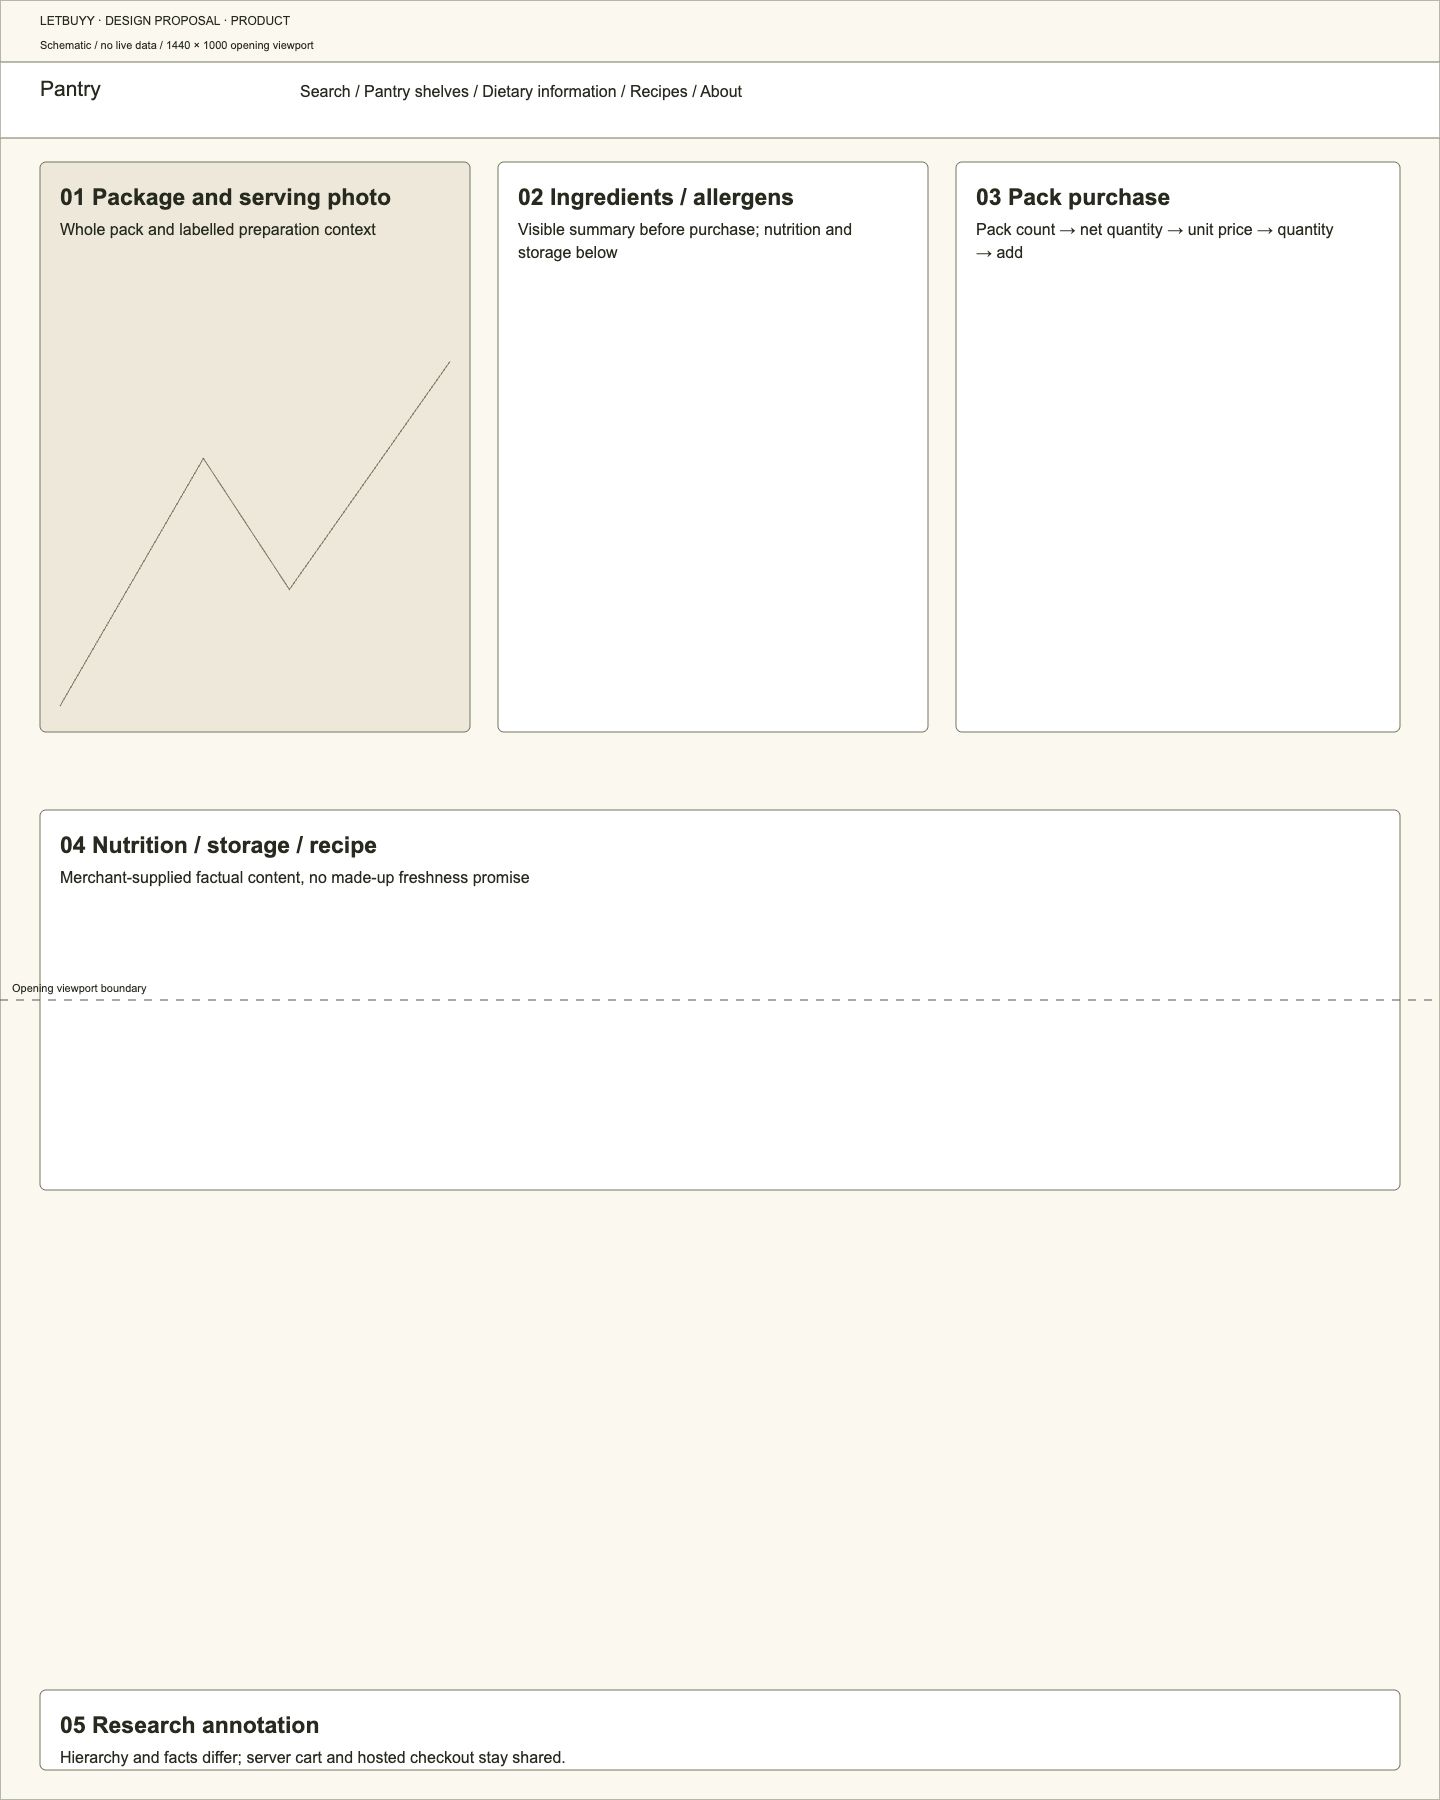 LETBUYY · DESIGN PROPOSAL · PRODUCT
Schematic / no live data / 1440 × 1000 opening viewport
Pantry
Search / Pantry shelves / Dietary information / Recipes / About
01 Package and serving photo
Whole pack and labelled preparation context
02 Ingredients / allergens
Visible summary before purchase; nutrition and
storage below
03 Pack purchase
Pack count → net quantity → unit price → quantity
→ add
04 Nutrition / storage / recipe
Merchant-supplied factual content, no made-up freshness promise
Opening viewport boundary
05 Research annotation
Hierarchy and facts differ; server cart and hosted checkout stay shared.